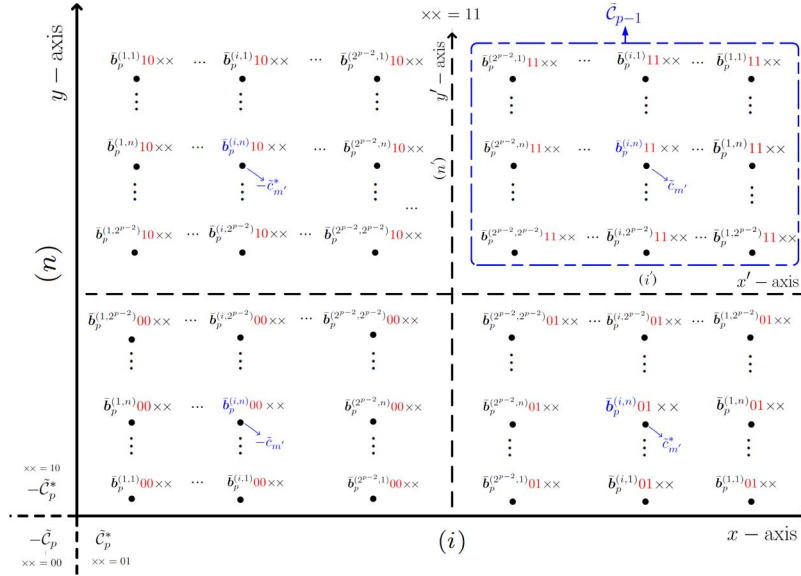 ×× = 11
𝒞̃_{p−1}
y − axis
y′ − axis
b̄_p^{(1,1)}10×× ... b̄_p^{(i,1)}10×× ... b̄_p^{(2^{p−2},1)}10××
b̄_p^{(2^{p−2},1)}11×× ... b̄_p^{(i,1)}11×× ... b̄_p^{(1,1)}11××
b̄_p^{(1,n)}10×× ... b̄_p^{(i,n)}10×× ... b̄_p^{(2^{p−2},n)}10××
b̄_p^{(2^{p−2},n)}11×× ... b̄_p^{(i,n)}11×× ... b̄_p^{(1,n)}11××
(n′)
−c̃*_{m′}
c̃_{m′}
...
b̄_p^{(1,2^{p−2})}10×× ... b̄_p^{(i,2^{p−2})}10×× ... b̄_p^{(2^{p−2},2^{p−2})}10××
b̄_p^{(2^{p−2},2^{p−2})}11×× ... b̄_p^{(i,2^{p−2})}11×× ... b̄_p^{(1,2^{p−2})}11××
(n)
(i′)
x′ − axis
b̄_p^{(1,2^{p−2})}00×× ... b̄_p^{(i,2^{p−2})}00×× ... b̄_p^{(2^{p−2},2^{p−2})}00××
b̄_p^{(2^{p−2},2^{p−2})}01×× ... b̄_p^{(i,2^{p−2})}01×× ... b̄_p^{(1,2^{p−2})}01××
b̄_p^{(1,n)}00×× ... b̄_p^{(i,n)}00×× b̄_p^{(2^{p−2},n)}00××
b̄_p^{(2^{p−2},n)}01×× b̄_p^{(i,n)}01×× b̄_p^{(1,n)}01××
−c̃_{m′}
c̃*_{m′}
×× = 10
−𝒞̃*_p
b̄_p^{(1,1)}00×× ... b̄_p^{(i,1)}00×× b̄_p^{(2^{p−2},1)}00××
b̄_p^{(2^{p−2},1)}01×× ... b̄_p^{(i,1)}01×× b̄_p^{(1,1)}01××
−𝒞̃_p
𝒞̃*_p
(i)
x − axis
×× = 00
×× = 01